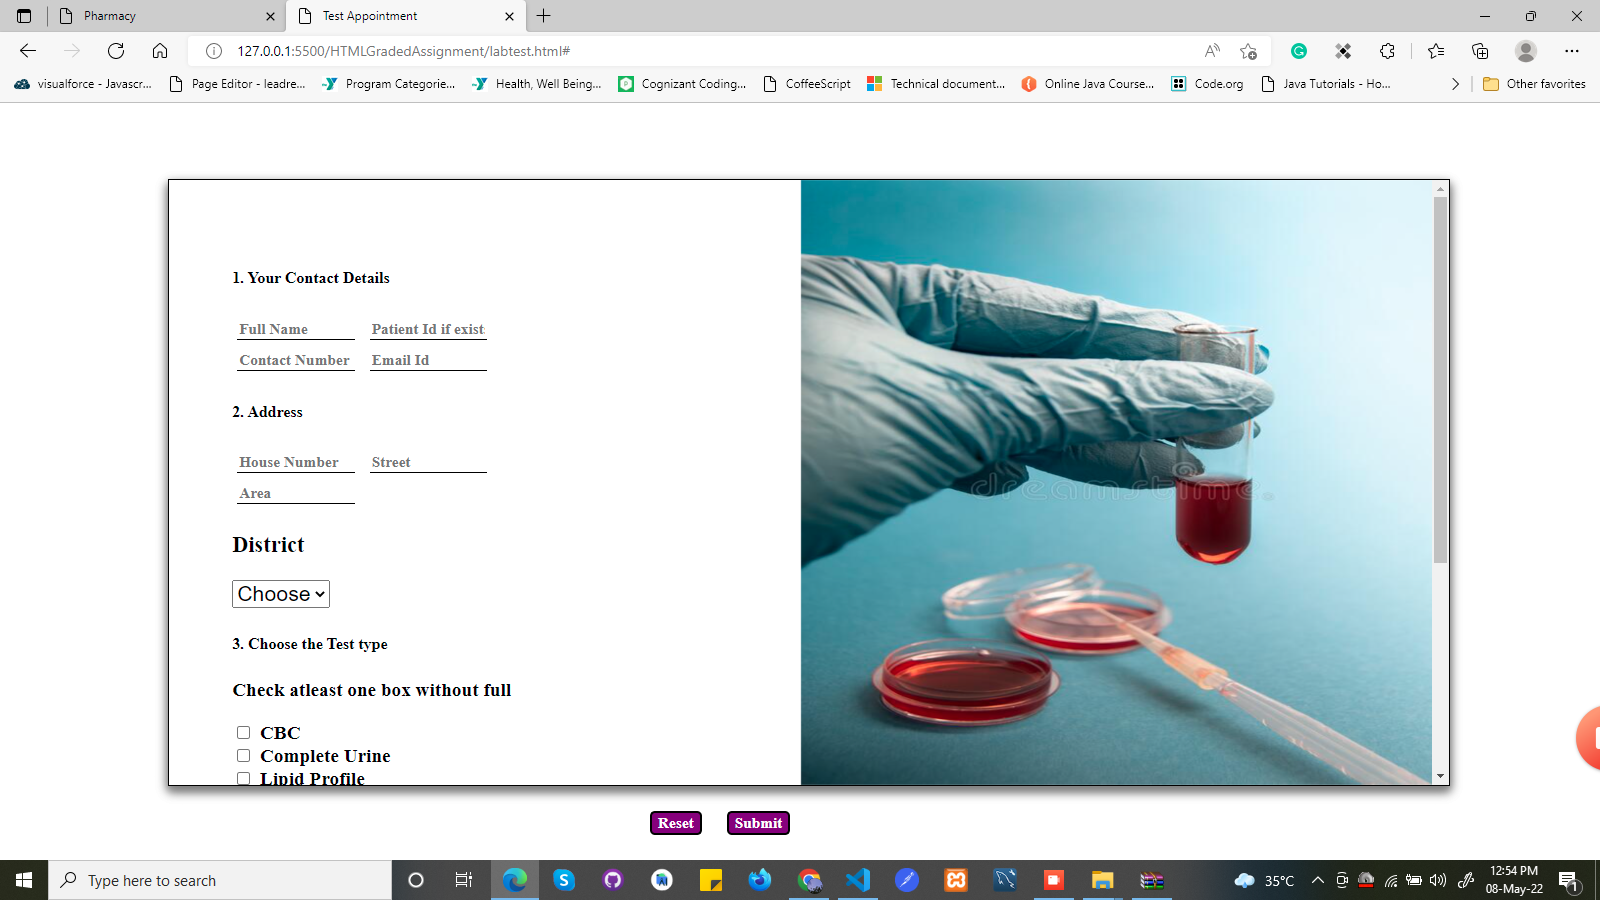 Pharmacy
Test Appointment
127.0.0.1:5500/HTMLGradedAssignment/labtest.html#
visualforce - Javascr...
Page Editor - leadre...
Program Categorie...
Health, Well Being...
Cognizant Coding...
CoffeeScript
Technical document...
Online Java Course...
Code.org
Java Tutorials - Ho...
Other favorites
1. Your Contact Details
Full Name
Patient Id if exist
Contact Number
Email Id
2. Address
House Number
Street
Area
District
Choose
3. Choose the Test type
Check atleast one box without full
CBC
Complete Urine
Lipid Profile
dreamstime.
Reset
Submit
Type here to search
35°C
12:54 PM
08-May-22
1